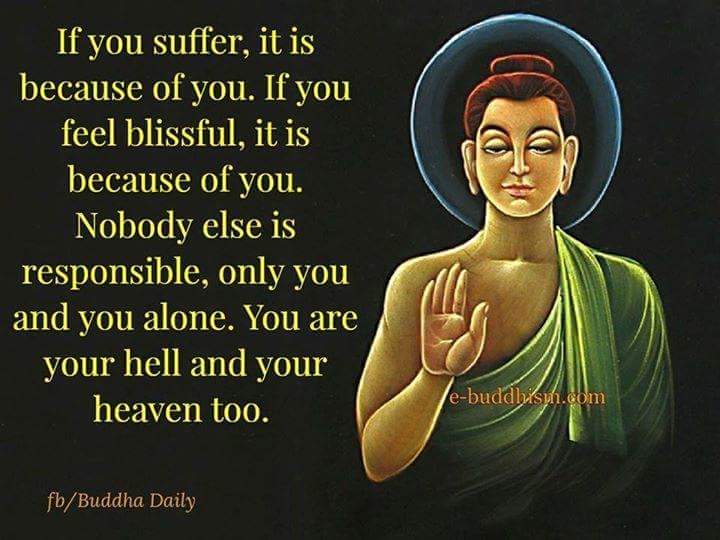 If you suffer, it is
because of you. If you
feel blissful, it is
because of you.
Nobody else is
responsible, only you
and you alone. You are
your hell and your
heaven too.
e-buddhism.com
fb/Buddha Daily